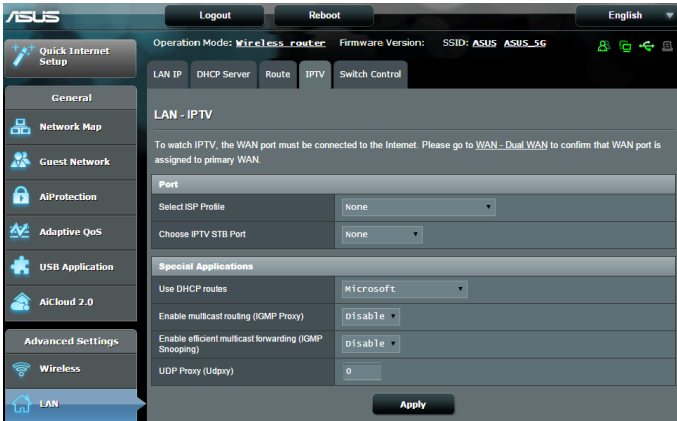 ASUS
Logout
Reboot
English
Quick Internet
Setup
Operation Mode: Wireless router Firmware Version: SSID: ASUS ASUS_5G
LAN IP
DHCP Server
Route
IPTV
Switch Control
General
Network Map
Guest Network
AiProtection
Adaptive QoS
USB Application
AiCloud 2.0
Advanced Settings
Wireless
LAN
LAN - IPTV
To watch IPTV, the WAN port must be connected to the Internet. Please go to WAN - Dual WAN to confirm that WAN port is
assigned to primary WAN.
Port
Select ISP Profile
None
Choose IPTV STB Port
None
Special Applications
Use DHCP routes
Microsoft
Enable multicast routing (IGMP Proxy)
Disable
Enable efficient multicast forwarding (IGMP
Snooping)
Disable
UDP Proxy (Udpxy)
0
Apply